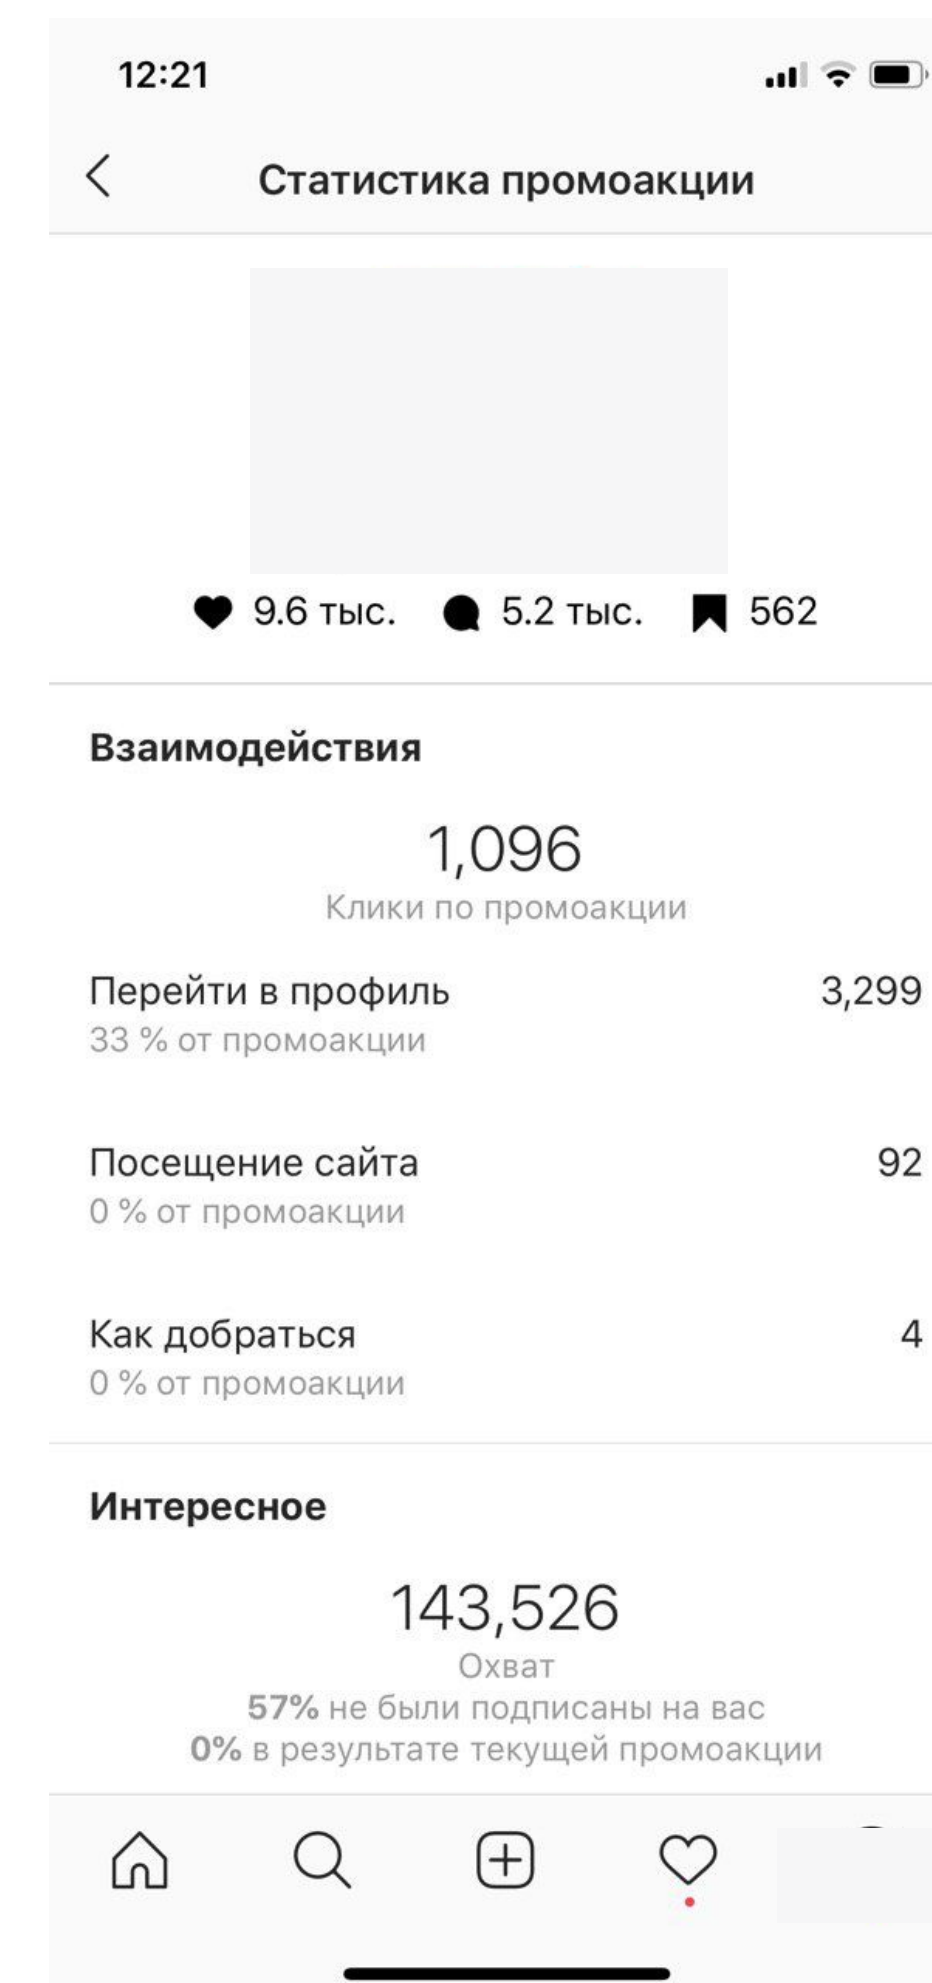 12:21
Статистика промоакции
9.6 тыс. 5.2 тыс. 562
Взаимодействия
1,096
Клики по промоакции
Перейти в профиль 3,299
33 % от промоакции
Посещение сайта 92
0 % от промоакции
Как добраться 4
0 % от промоакции
Интересное
143,526
Охват
57% не были подписаны на вас
0% в результате текущей промоакции